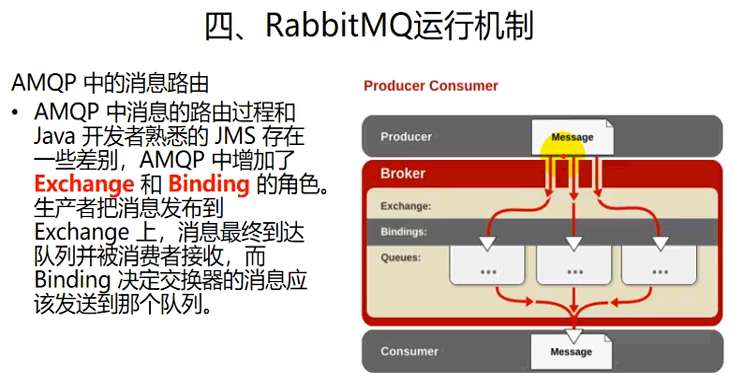 四、RabbitMQ运行机制
AMQP 中的消息路由
• AMQP 中消息的路由过程和
Java 开发者熟悉的 JMS 存在
一些差别，AMQP 中增加了
Exchange 和 Binding 的角色。
生产者把消息发布到
Exchange 上，消息最终到达
队列并被消费者接收，而
Binding 决定交换器的消息应
该发送到那个队列。
Producer Consumer
Producer
Message
Broker
Exchange:
Bindings:
Queues:
...
...
...
Consumer
Message